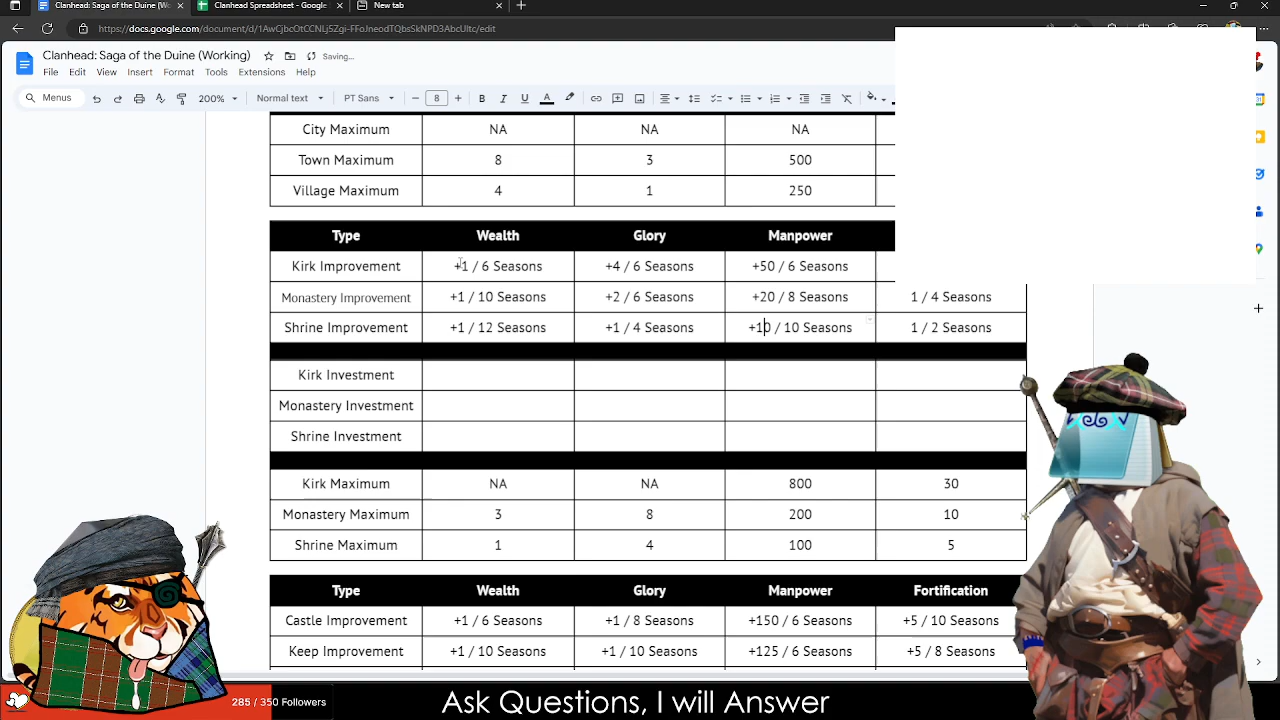 Clanhead: Saga of the Duine (Wo
Clanhead Spreadsheet - Google S
New tab
https://docs.google.com/document/d/1AwCjbcOtCCNLj5Zgi-FFoJneodTQbsSkNPD3AbcUltc/edit
Clanhead: Saga of the Duine (Working)
Saving...
File Edit View Insert Format Tools Extensions Help
Menus 200% Normal text PT Sans 8 B I U A
City Maximum NA NA NA
Town Maximum 8 3 500
Village Maximum 4 1 250
Type Wealth Glory Manpower
Kirk Improvement +1 / 6 Seasons +4 / 6 Seasons +50 / 6 Seasons
Monastery Improvement +1 / 10 Seasons +2 / 6 Seasons +20 / 8 Seasons 1 / 4 Seasons
Shrine Improvement +1 / 12 Seasons +1 / 4 Seasons +10 / 10 Seasons 1 / 2 Seasons
Kirk Investment
Monastery Investment
Shrine Investment
Kirk Maximum NA NA 800 30
Monastery Maximum 3 8 200 10
Shrine Maximum 1 4 100 5
Type Wealth Glory Manpower Fortification
Castle Improvement +1 / 6 Seasons +1 / 8 Seasons +150 / 6 Seasons +5 / 10 Seasons
Keep Improvement +1 / 10 Seasons +1 / 10 Seasons +125 / 6 Seasons +5 / 8 Seasons
285 / 350 Followers
Ask Questions, I will Answer